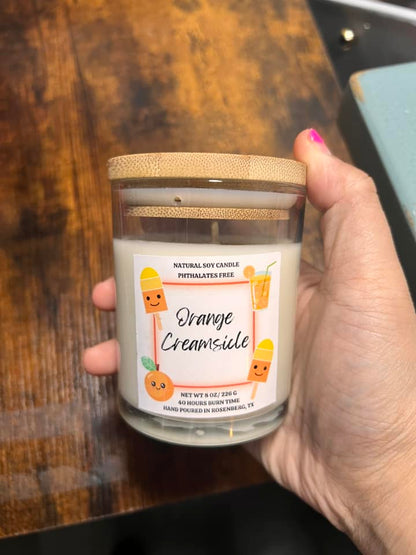 NATURAL SOY CANDLE
PHTHALATES FREE
Orange
Creamsicle
NET WT 8 OZ/ 226 G
40 HOURS BURN TIME
HAND POURED IN ROSENBERG, TX